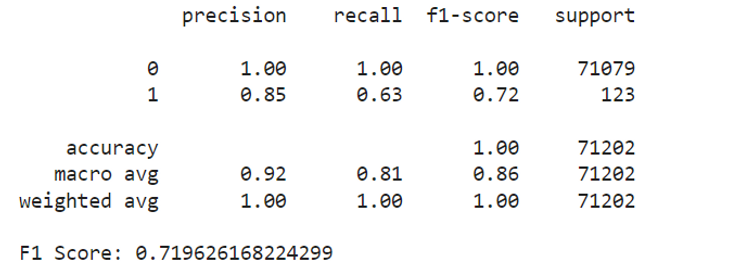 precision recall f1-score support
0 1.00 1.00 1.00 71079
1 0.85 0.63 0.72 123
accuracy 1.00 71202
macro avg 0.92 0.81 0.86 71202
weighted avg 1.00 1.00 1.00 71202
F1 Score: 0.719626168224299